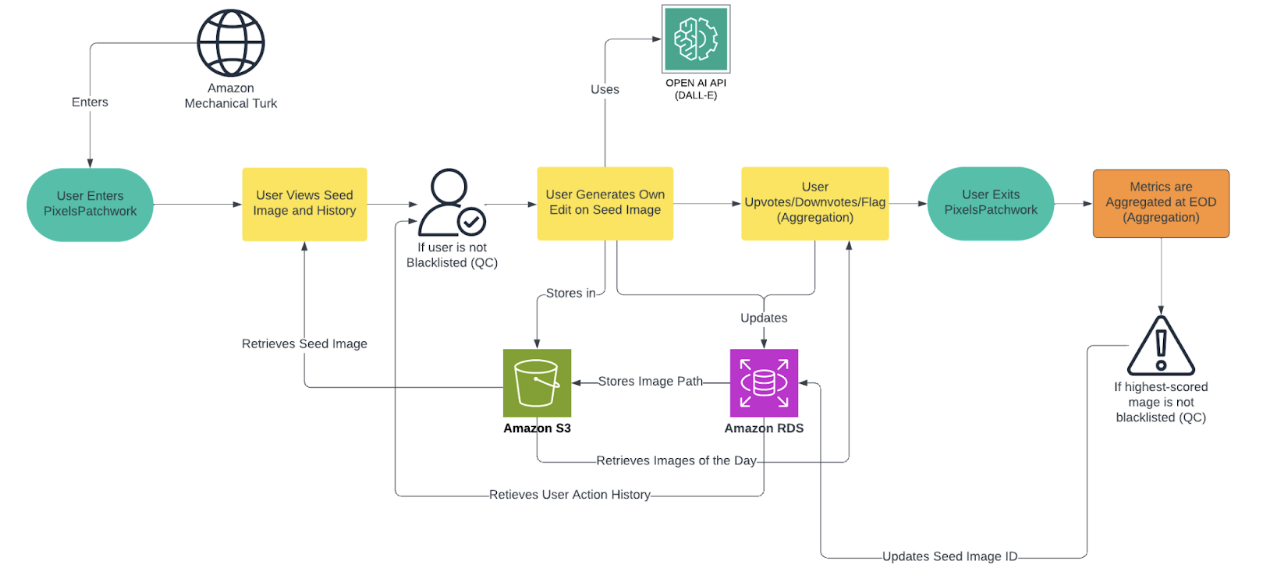 Amazon
Mechanical Turk
Enters
Uses
OPEN AI API
(DALL-E)
User Enters
PixelsPatchwork
User Views Seed
Image and History
If user is not
Blacklisted (QC)
User Generates Own
Edit on Seed Image
User
Upvotes/Downvotes/Flag
(Aggregation)
User Exits
PixelsPatchwork
Metrics are
Aggregated at EOD
(Aggregation)
Stores in
Updates
Retrieves Seed Image
Stores Image Path
Amazon S3
Amazon RDS
If highest-scored
mage is not
blacklisted (QC)
Retrieves Images of the Day
Retieves User Action History
Updates Seed Image ID